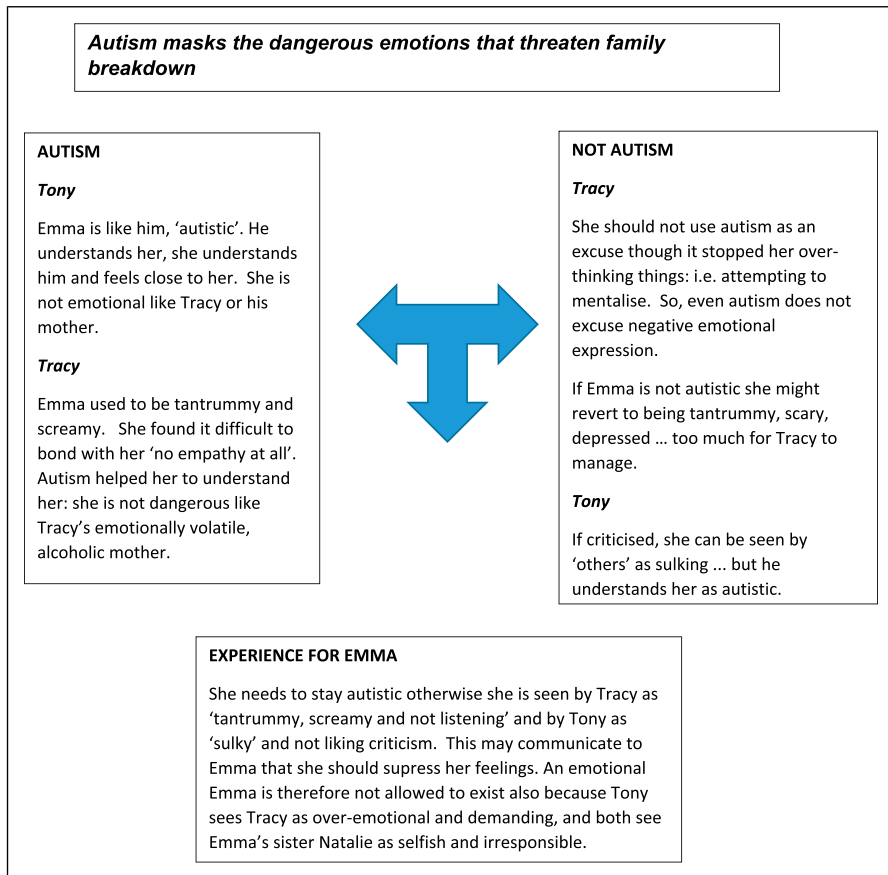 Autism masks the dangerous emotions that threaten family
breakdown
AUTISM
Tony
Emma is like him, ‘autistic’. He
understands her, she understands
him and feels close to her.  She is
not emotional like Tracy or his
mother.
Tracy
Emma used to be tantrummy and
screamy.   She found it difficult to
bond with her ‘no empathy at all’.
Autism helped her to understand
her: she is not dangerous like
Tracy’s emotionally volatile,
alcoholic mother.
NOT AUTISM
Tracy
She should not use autism as an
excuse though it stopped her over-
thinking things: i.e. attempting to
mentalise.  So, even autism does not
excuse negative emotional
expression.
If Emma is not autistic she might
revert to being tantrummy, scary,
depressed … too much for Tracy to
manage.
Tony
If criticised, she can be seen by
‘others’ as sulking ... but he
understands her as autistic.
EXPERIENCE FOR EMMA
She needs to stay autistic otherwise she is seen by Tracy as
‘tantrummy, screamy and not listening’ and by Tony as
‘sulky’ and not liking criticism.  This may communicate to
Emma that she should supress her feelings. An emotional
Emma is therefore not allowed to exist also because Tony
sees Tracy as over-emotional and demanding, and both see
Emma’s sister Natalie as selfish and irresponsible.